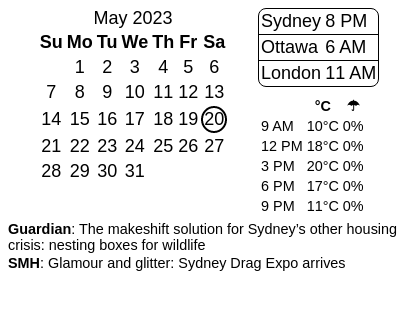 May 2023
Su Mo Tu We Th Fr Sa
1 2 3 4 5 6
7 8 9 10 11 12 13
14 15 16 17 18 19 20
21 22 23 24 25 26 27
28 29 30 31
Sydney 8 PM
Ottawa 6 AM
London 11 AM
°C ☂
9 AM 10°C 0%
12 PM 18°C 0%
3 PM 20°C 0%
6 PM 17°C 0%
9 PM 11°C 0%
Guardian: The makeshift solution for Sydney’s other housing
crisis: nesting boxes for wildlife
SMH: Glamour and glitter: Sydney Drag Expo arrives